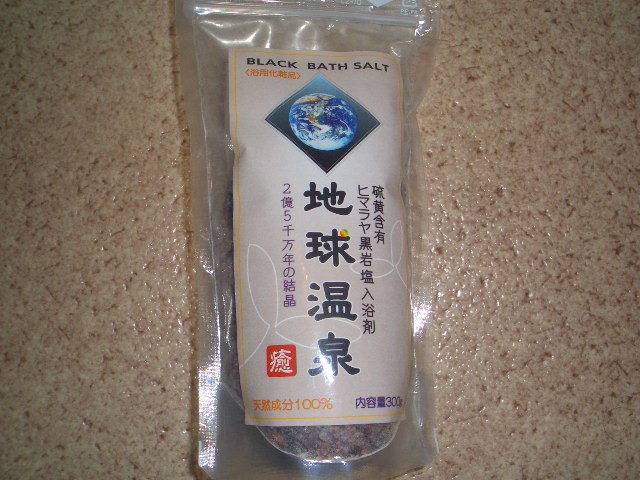 BLACK BATH SALT
〈浴用化粧品〉
硫黄含有
ヒマラヤ黒岩塩入浴剤
地球温泉
2億5千万年の結晶
癒
天然成分100%
内容量300g